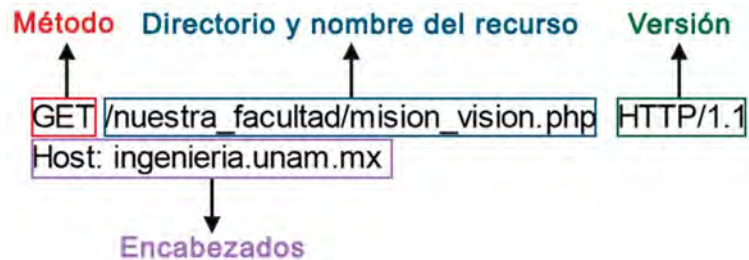 Método Directorio y nombre del recurso Versión
GET /nuestra_facultad/mision_vision.php HTTP/1.1
Host: ingenieria.unam.mx
Encabezados